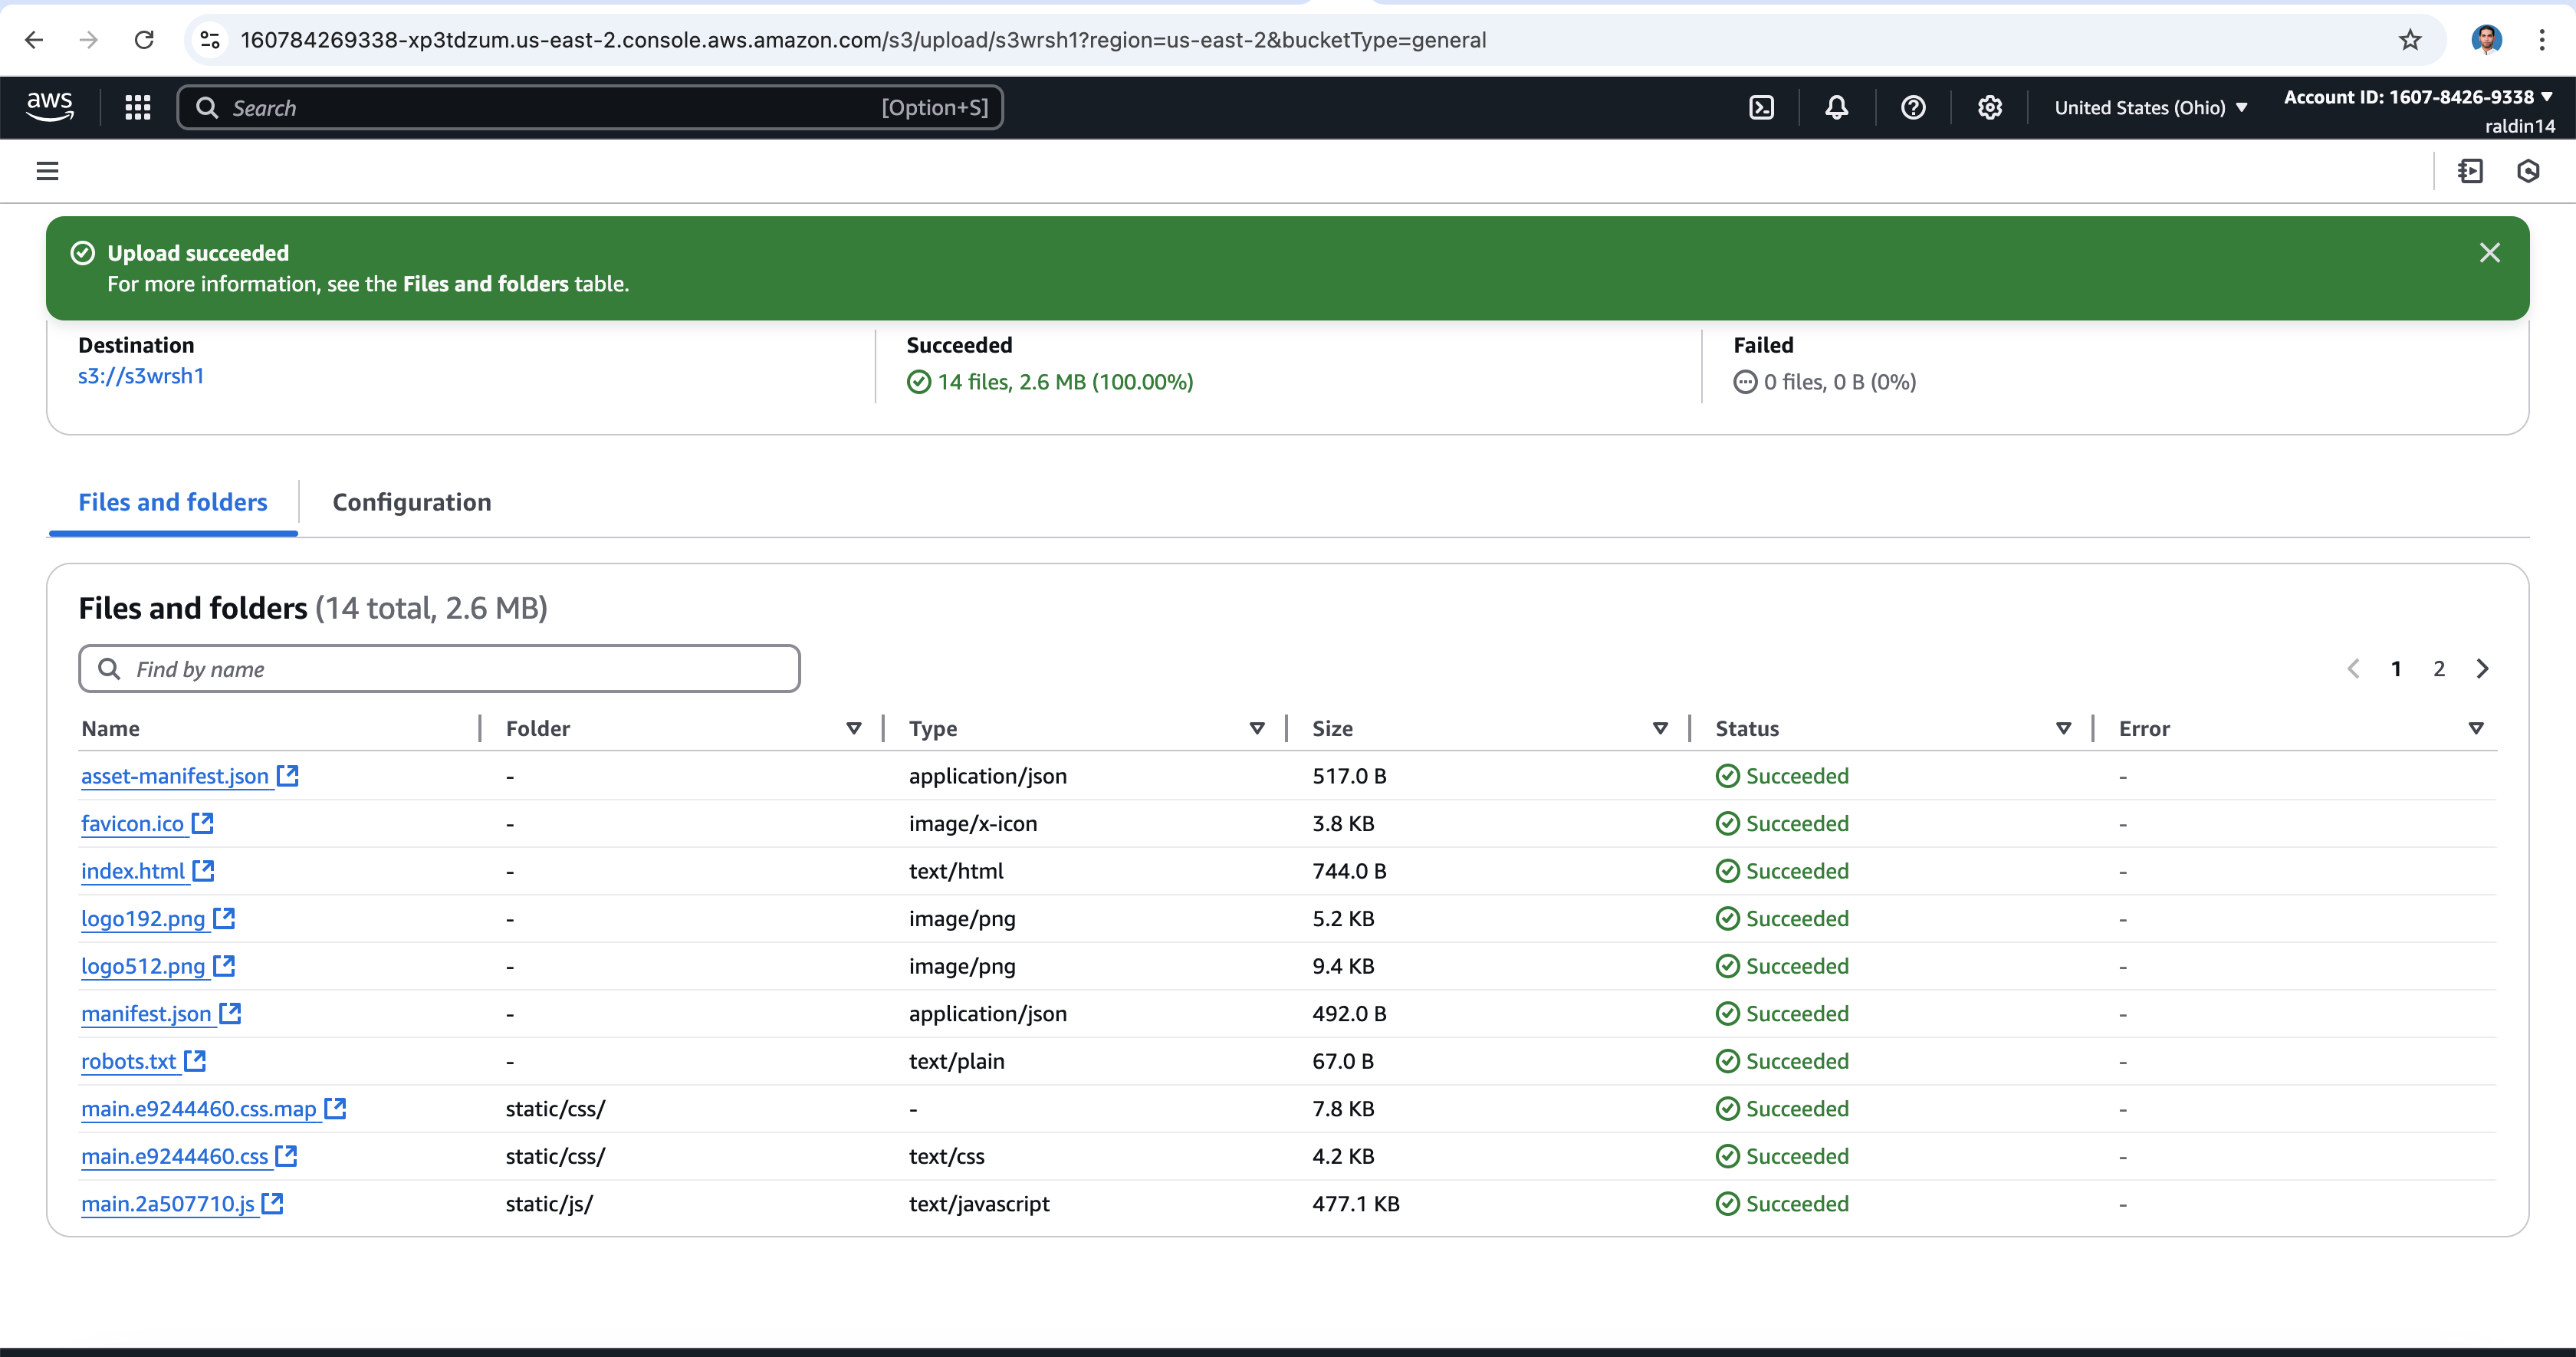 160784269338-xp3tdzum.us-east-2.console.aws.amazon.com/s3/upload/s3wrsh1?region=us-east-2&bucketType=general
aws
Search [Option+S]
United States (Ohio)
Account ID: 1607-8426-9338
raldin14
Upload succeeded
For more information, see the Files and folders table.
Destination
s3://s3wrsh1
Succeeded
14 files, 2.6 MB (100.00%)
Failed
0 files, 0 B (0%)
Files and folders Configuration
Files and folders (14 total, 2.6 MB)
Find by name
1 2
Name Folder Type Size Status Error
asset-manifest.json - application/json 517.0 B Succeeded -
favicon.ico - image/x-icon 3.8 KB Succeeded -
index.html - text/html 744.0 B Succeeded -
logo192.png - image/png 5.2 KB Succeeded -
logo512.png - image/png 9.4 KB Succeeded -
manifest.json - application/json 492.0 B Succeeded -
robots.txt - text/plain 67.0 B Succeeded -
main.e9244460.css.map static/css/ - 7.8 KB Succeeded -
main.e9244460.css static/css/ text/css 4.2 KB Succeeded -
main.2a507710.js static/js/ text/javascript 477.1 KB Succeeded -